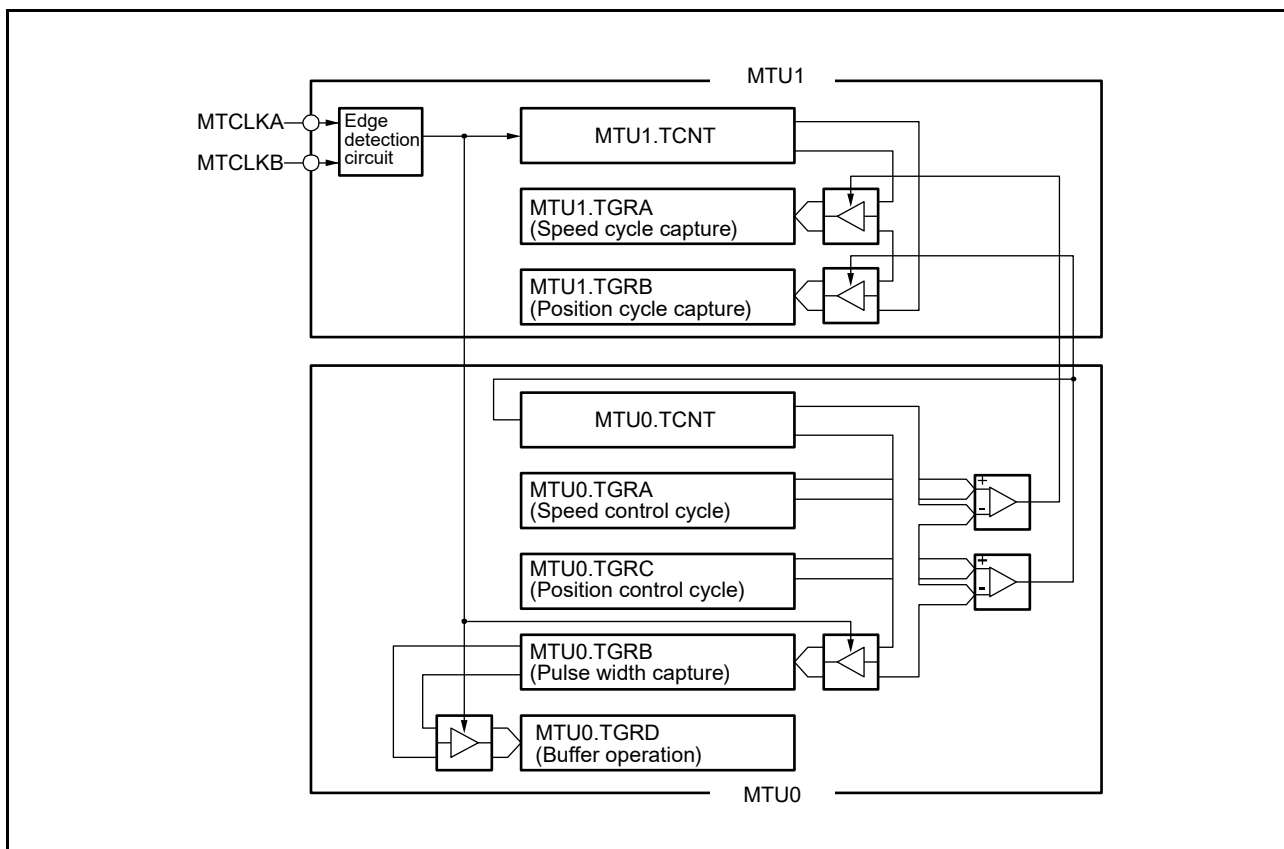 MTU1
MTCLKA
MTCLKB
Edge
detection
circuit
MTU1.TCNT
MTU1.TGRA
(Speed cycle capture)
MTU1.TGRB
(Position cycle capture)
MTU0.TCNT
MTU0.TGRA
(Speed control cycle)
+
-
MTU0.TGRC
(Position control cycle)
+
-
MTU0.TGRB
(Pulse width capture)
MTU0.TGRD
(Buffer operation)
MTU0